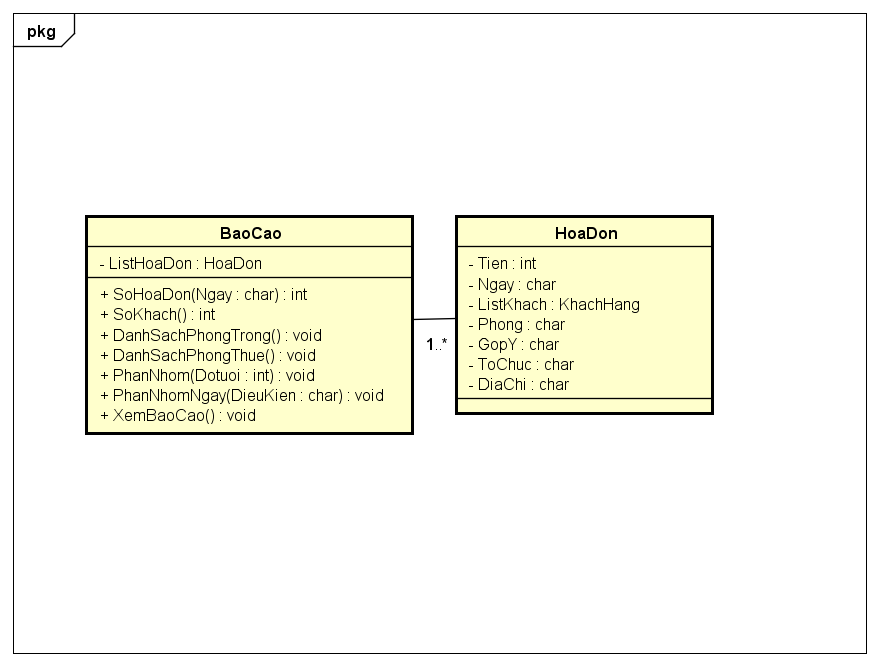 pkg
BaoCao
- ListHoaDon : HoaDon
+ SoHoaDon(Ngay : char) : int
+ SoKhach() : int
+ DanhSachPhongTrong() : void
+ DanhSachPhongThue() : void
+ PhanNhom(Dotuoi : int) : void
+ PhanNhomNgay(DieuKien : char) : void
+ XemBaoCao() : void
1..*
HoaDon
- Tien : int
- Ngay : char
- ListKhach : KhachHang
- Phong : char
- GopY : char
- ToChuc : char
- DiaChi : char